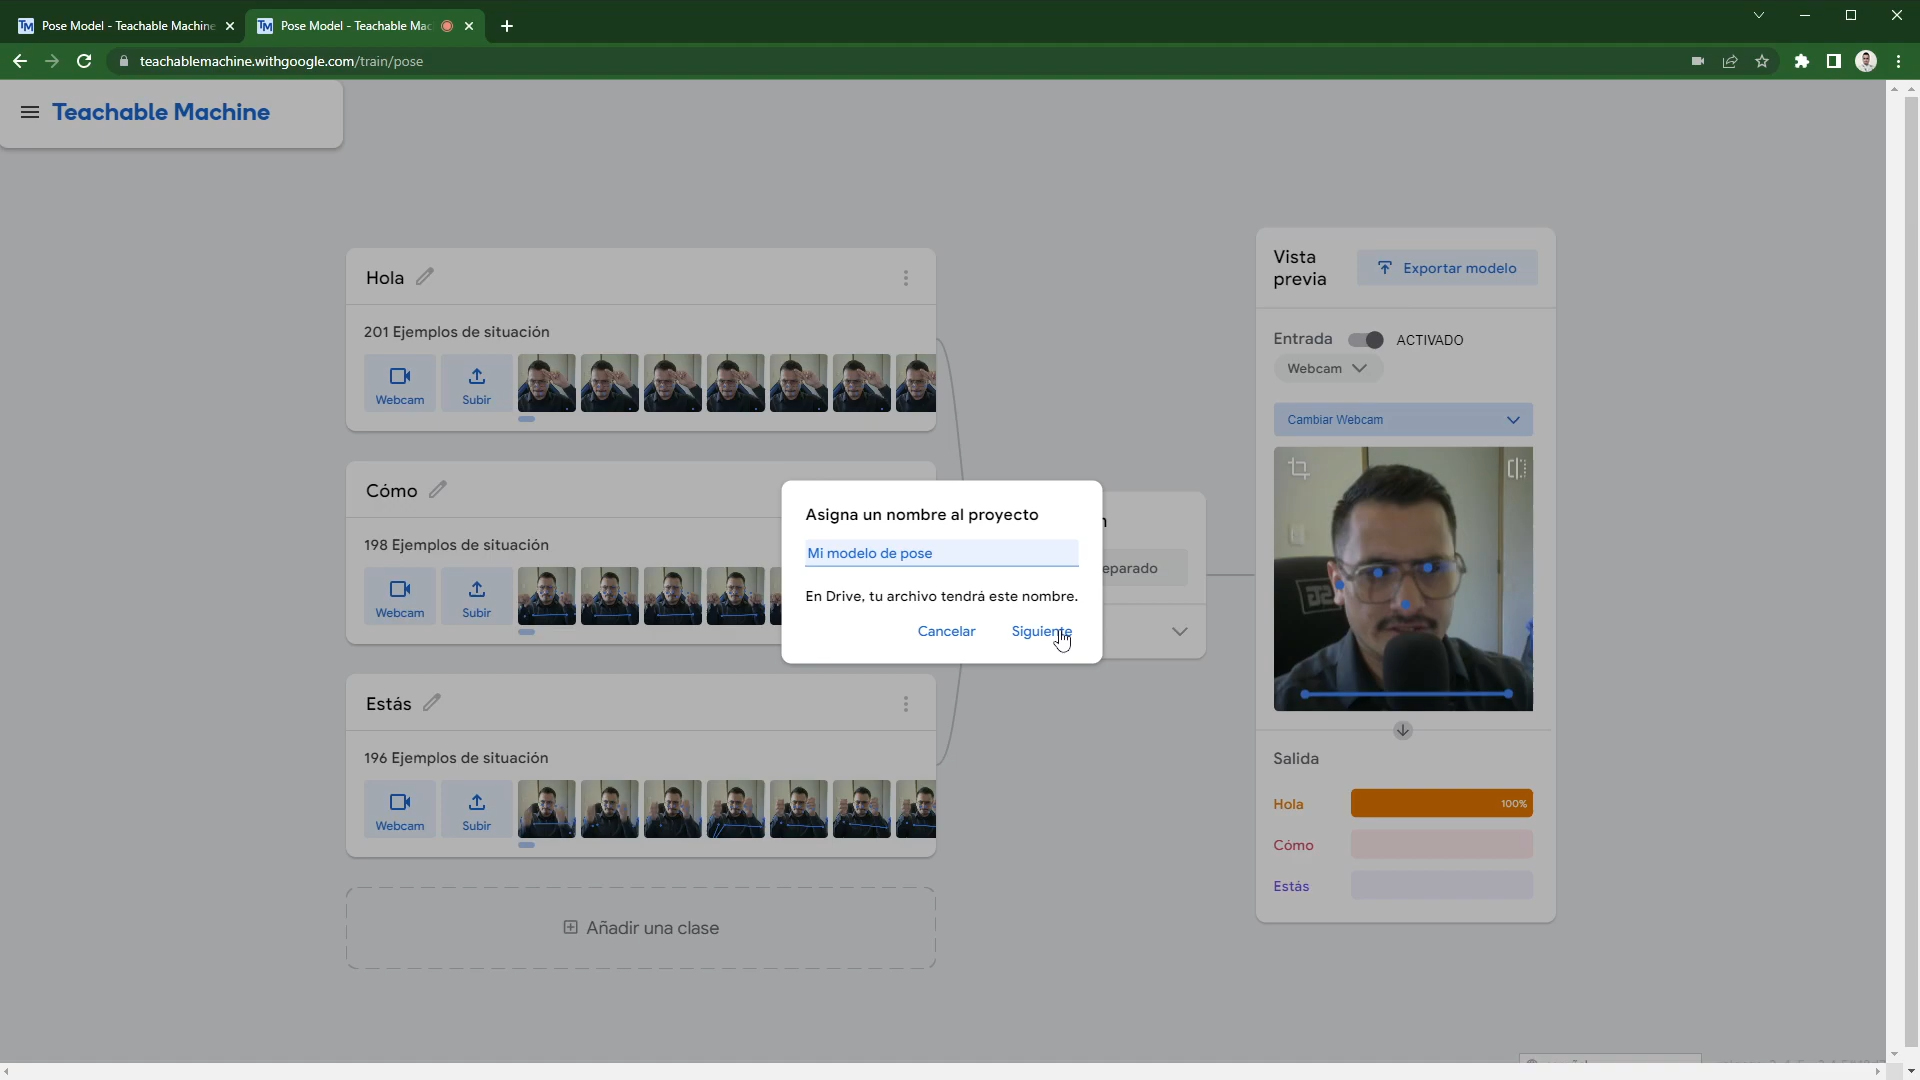 Pose Model - Teachable Machine
Pose Model - Teachable Mac
teachablemachine.withgoogle.com/train/pose
Teachable Machine
Hola
201 Ejemplos de situación
Webcam
Subir
Cómo
198 Ejemplos de situación
Webcam
Subir
Estás
196 Ejemplos de situación
Webcam
Subir
Añadir una clase
Asigna un nombre al proyecto
Mi modelo de pose
En Drive, tu archivo tendrá este nombre.
Cancelar
Siguiente
eparado
Vista
previa
Exportar modelo
Entrada
ACTIVADO
Webcam
Cambiar Webcam
Salida
Hola
100%
Cómo
Estás